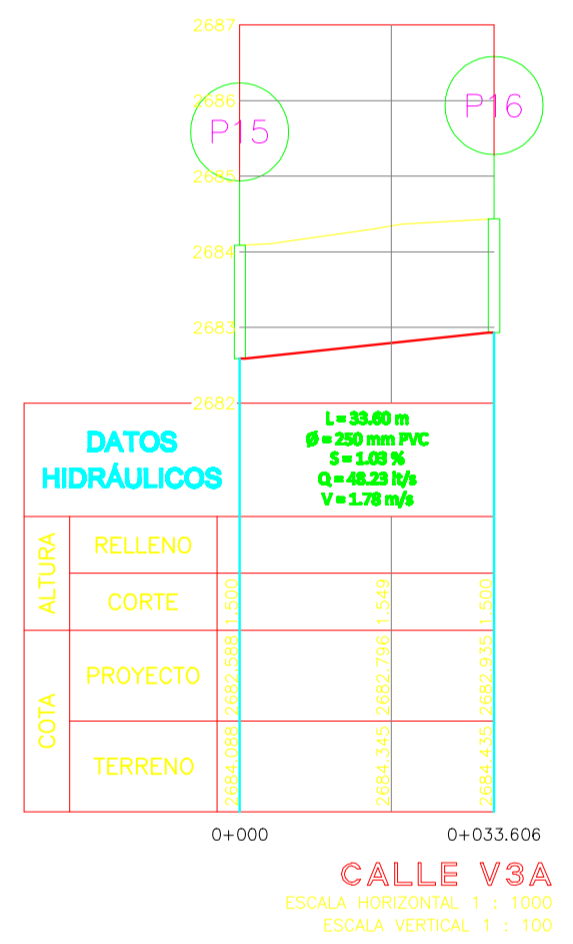 2687
2686
P16
P15
2685
2684
2683
2682
DATOS
HIDRÁULICOS
L = 33.60 m
Ø = 250 mm PVC
S = 1.03 %
Q = 48.23 lt/s
V = 1.78 m/s
ALTURA
RELLENO
CORTE
1.500
1.549
1.500
COTA
PROYECTO
2682.588
2682.796
2682.935
TERRENO
2684.088
2684.345
2684.435
0+000
0+033.606
CALLE V3A
ESCALA HORIZONTAL 1 : 1000
ESCALA VERTICAL 1 : 100